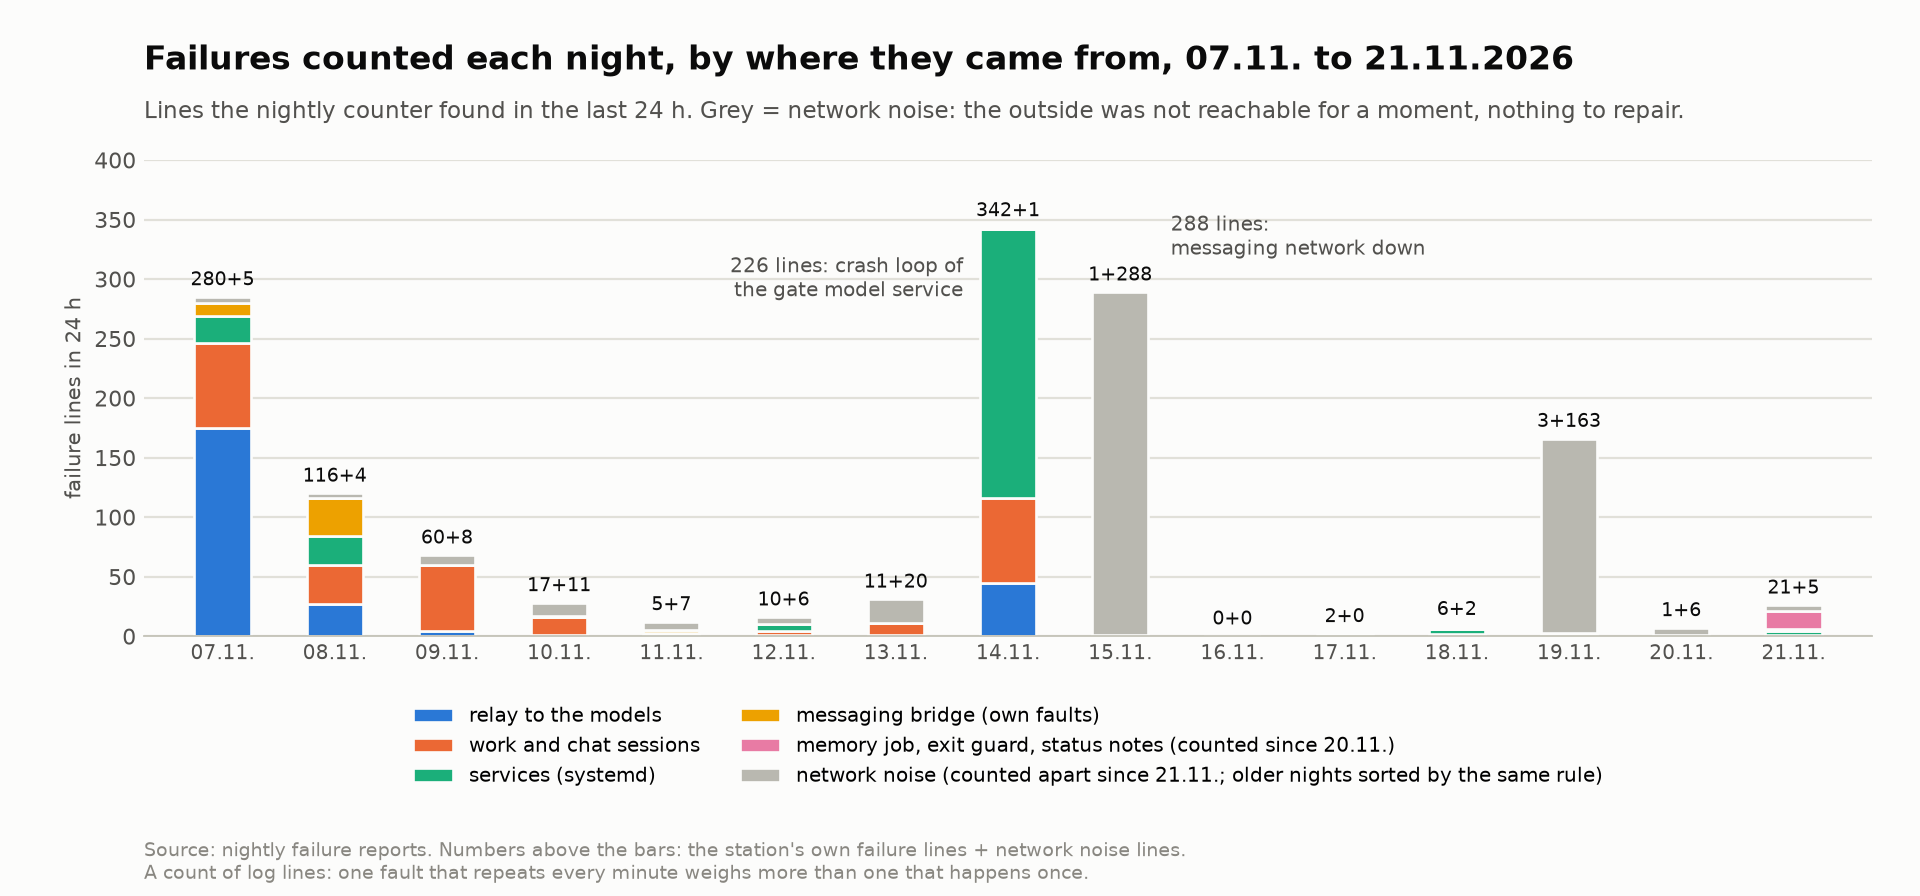 Failures counted each night, by where they came from, 07.11. to 21.11.2026
Lines the nightly counter found in the last 24 h. Grey = network noise: the outside was not reachable for a moment, nothing to repair.
failure lines in 24 h
400
350
300
250
200
150
100
50
0
280+5
116+4
60+8
17+11
5+7
10+6
11+20
342+1
1+288
0+0
2+0
6+2
3+163
1+6
21+5
226 lines: crash loop of
the gate model service
288 lines:
messaging network down
07.11.
08.11.
09.11.
10.11.
11.11.
12.11.
13.11.
14.11.
15.11.
16.11.
17.11.
18.11.
19.11.
20.11.
21.11.
relay to the models
work and chat sessions
services (systemd)
messaging bridge (own faults)
memory job, exit guard, status notes (counted since 20.11.)
network noise (counted apart since 21.11.; older nights sorted by the same rule)
Source: nightly failure reports. Numbers above the bars: the station's own failure lines + network noise lines.
A count of log lines: one fault that repeats every minute weighs more than one that happens once.